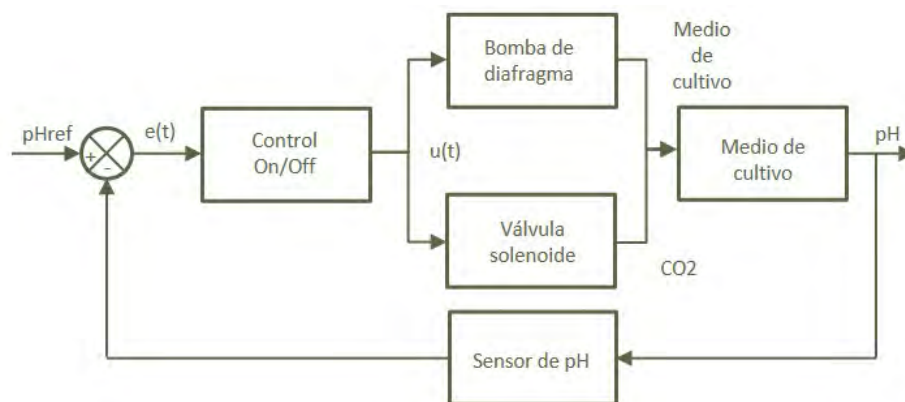 Bomba de
diafragma
Medio
de
cultivo
pHref
+
-
e(t)
Control
On/Off
u(t)
Medio de
cultivo
pH
Válvula
solenoide
CO2
Sensor de pH